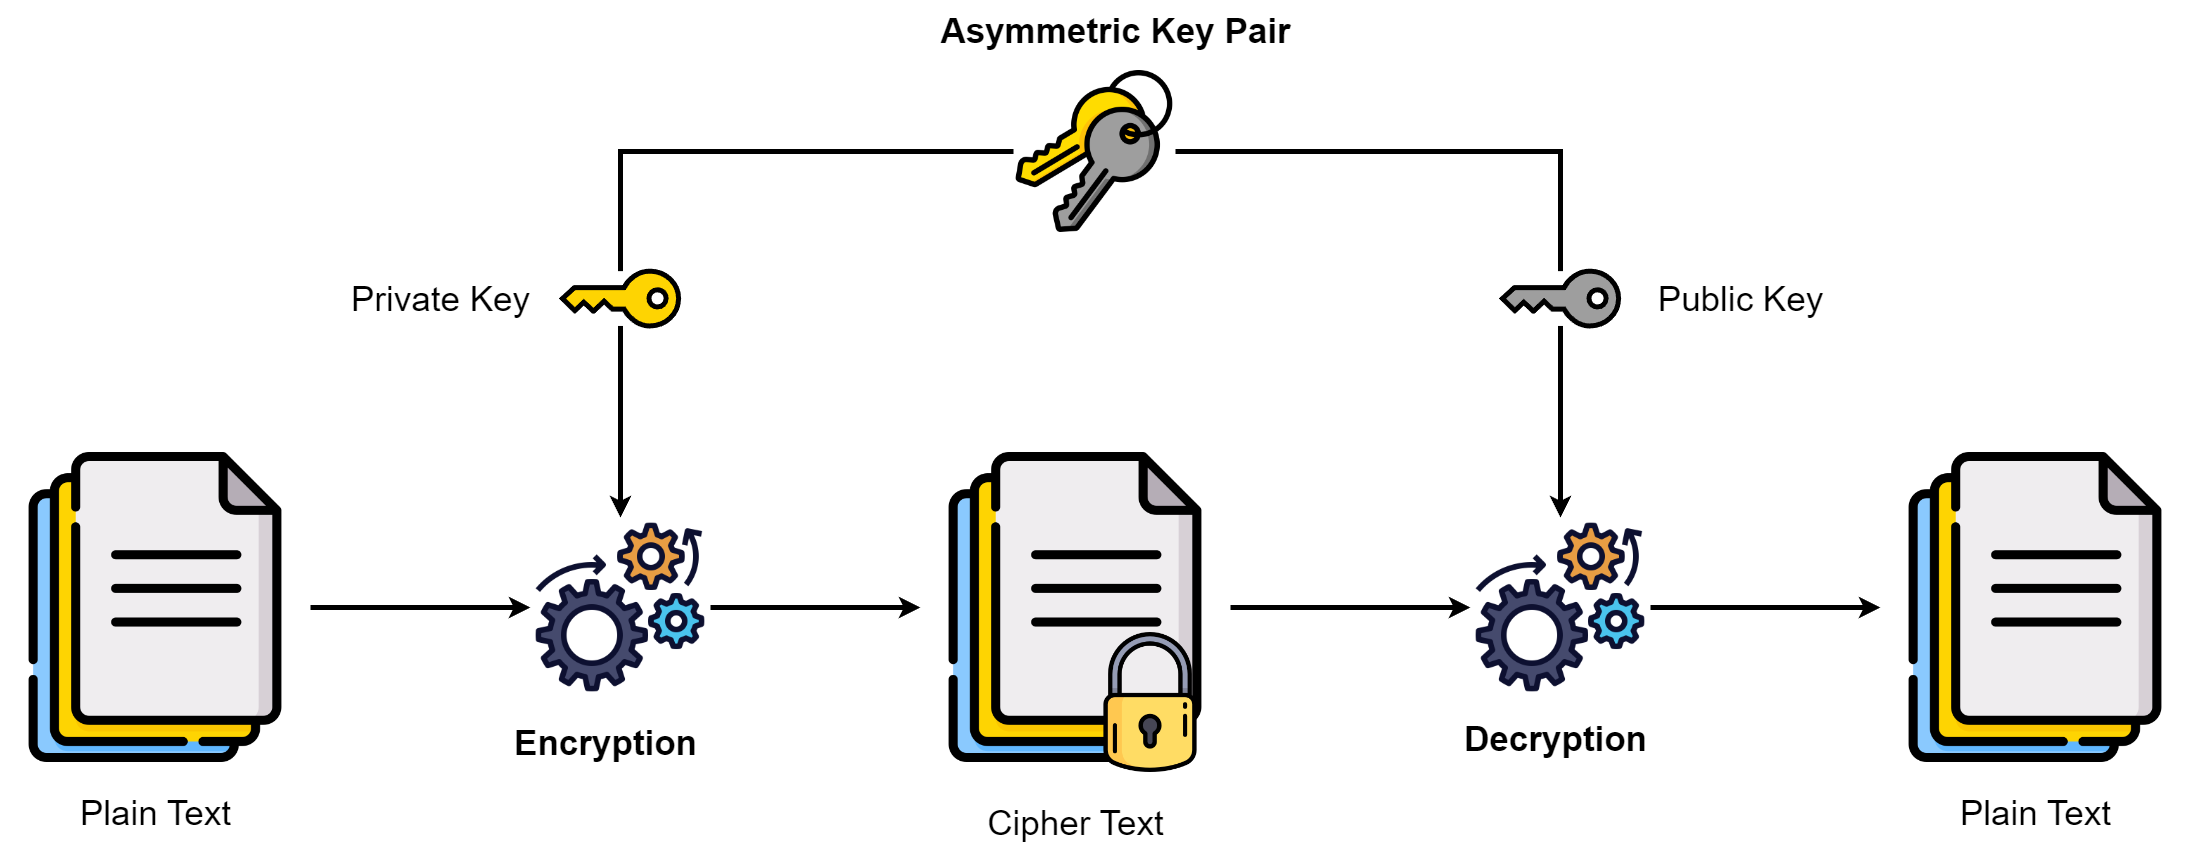 Asymmetric Key Pair
Private Key
Public Key
Encryption
Decryption
Plain Text
Cipher Text
Plain Text